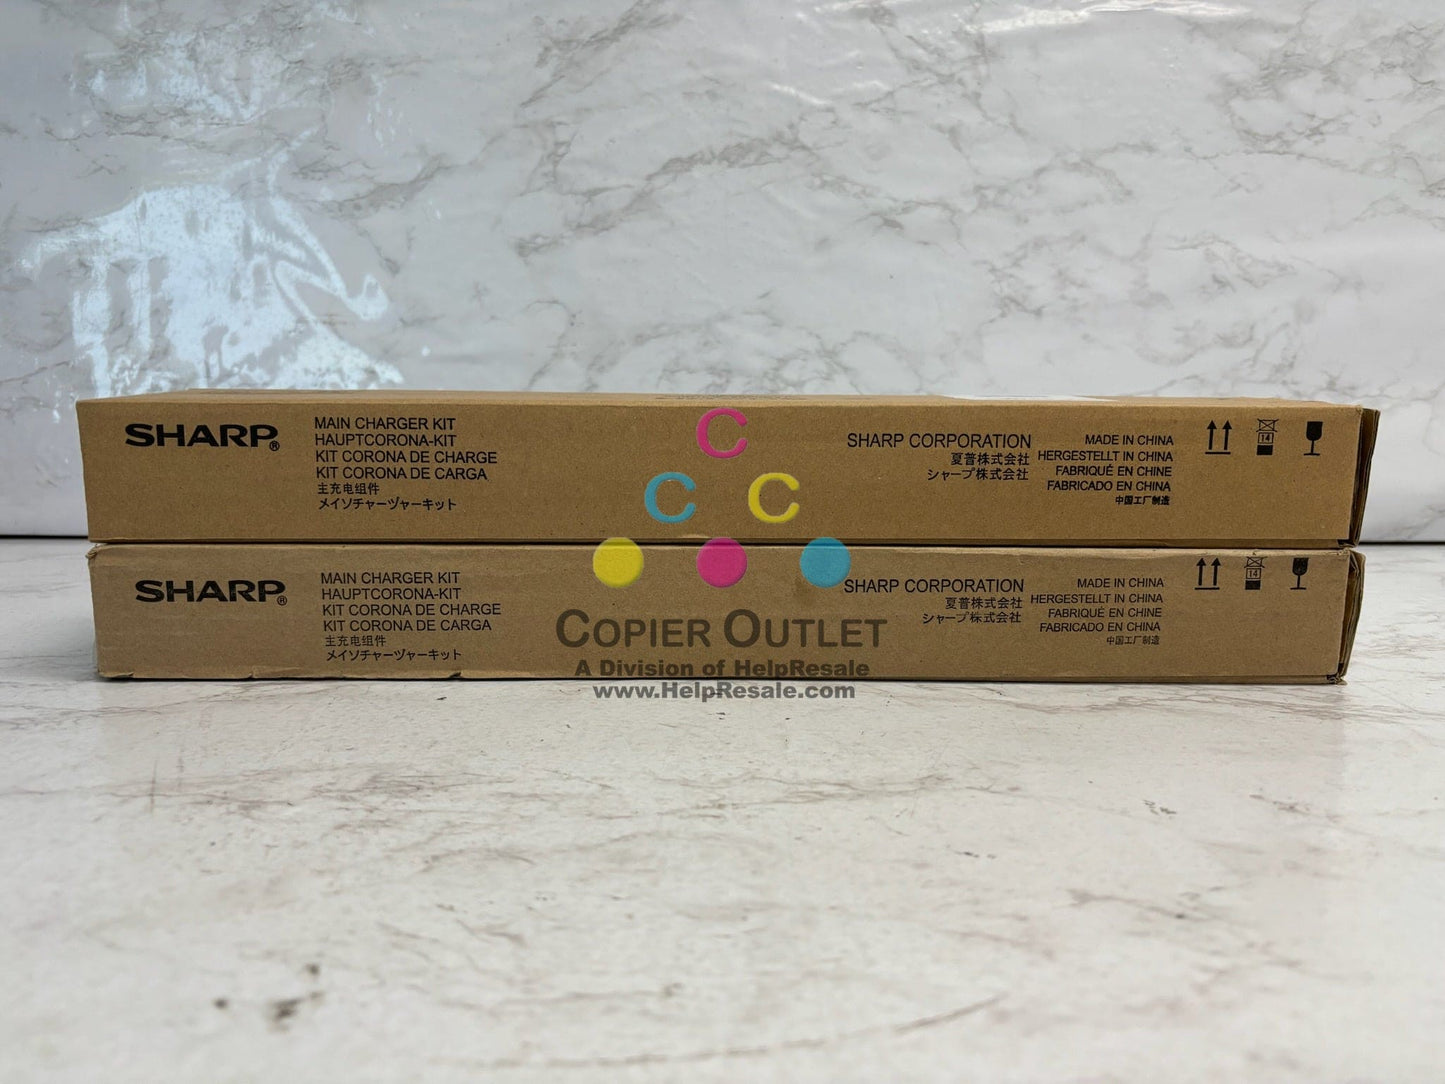 SHARP®
MAIN CHARGER KIT
HAUPTCORONA-KIT
KIT CORONA DE CHARGE
KIT CORONA DE CARGA
主充电组件
メイソチャーヅャーキット
SHARP CORPORATION
夏普株式会社
シャープ株式会社
MADE IN CHINA
HERGESTELLT IN CHINA
FABRIQUÉ EN CHINE
FABRICADO EN CHINA
中国工厂制造
14
C
C C
SHARP®
MAIN CHARGER KIT
HAUPTCORONA-KIT
KIT CORONA DE CHARGE
KIT CORONA DE CARGA
主充电组件
メイソチャーヅャーキット
SHARP CORPORATION
夏普株式会社
シャープ株式会社
MADE IN CHINA
HERGESTELLT IN CHINA
FABRIQUÉ EN CHINE
FABRICADO EN CHINA
中国工厂制造
14
COPIER OUTLET
A Division of HelpResale
www.HelpResale.com